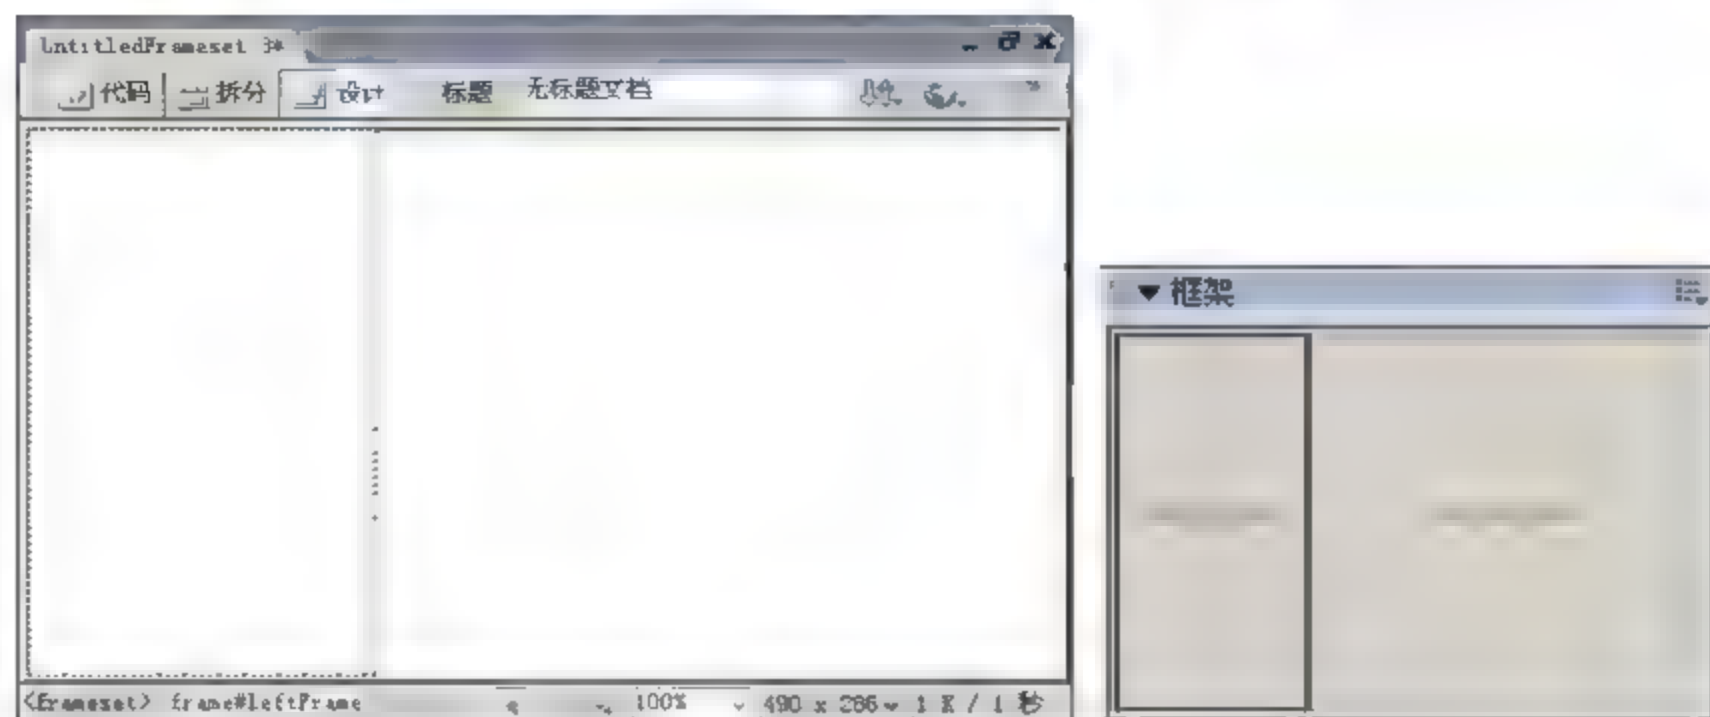 UntitledFrameset 3*
代码 拆分 设计 标题 无标题文档
框架
<frameset> frame#leftFrame 100% 490 x 286 1 K / 1 秒